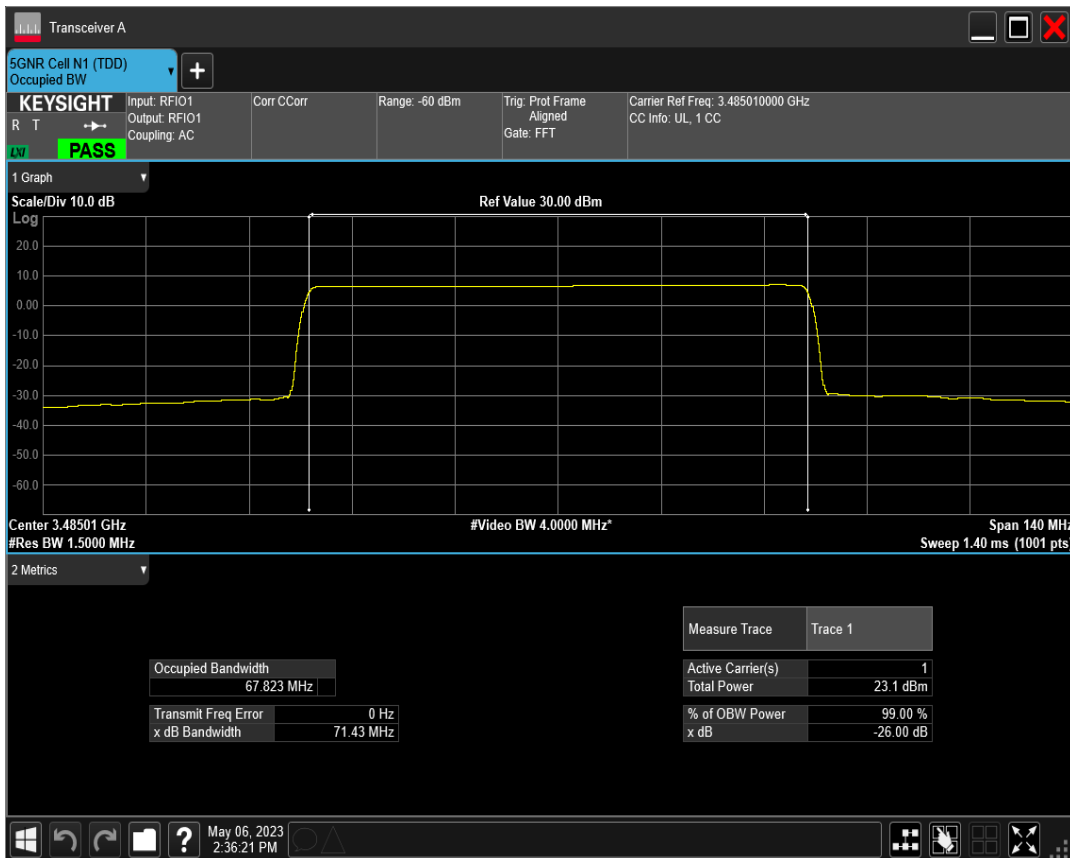 Transceiver A
5GNR Cell N1 (TDD)
Occupied BW
+
KEYSIGHT
R T
LXI
PASS
Input: RFIO1
Output: RFIO1
Coupling: AC
Corr CCorr
Range: -60 dBm
Trig: Prot Frame
Aligned
Gate: FFT
Carrier Ref Freq: 3.485010000 GHz
CC Info: UL, 1 CC
1 Graph
Scale/Div 10.0 dB
Ref Value 30.00 dBm
Log
20.0
10.0
0.00
-10.0
-20.0
-30.0
-40.0
-50.0
-60.0
Center 3.48501 GHz
#Video BW 4.0000 MHz*
Span 140 MHz
#Res BW 1.5000 MHz
Sweep 1.40 ms (1001 pts)
2 Metrics
Measure Trace Trace 1
Occupied Bandwidth
67.823 MHz
Active Carrier(s) 1
Total Power 23.1 dBm
Transmit Freq Error 0 Hz
x dB Bandwidth 71.43 MHz
% of OBW Power 99.00 %
x dB -26.00 dB
?
May 06, 2023
2:36:21 PM